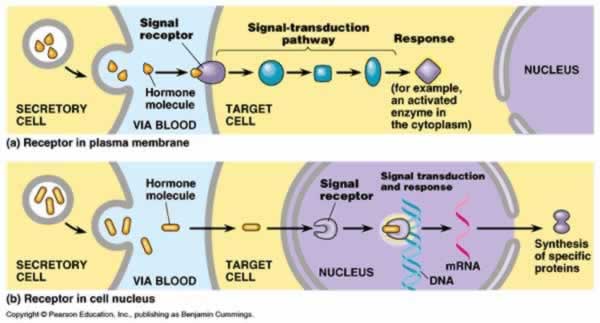 Signal
receptor
Signal-transduction
pathway
Response
Hormone
molecule
SECRETORY
CELL
VIA BLOOD
TARGET
CELL
(for example,
an activated
enzyme in
the cytoplasm)
NUCLEUS
(a) Receptor in plasma membrane
Hormone
molecule
Signal
receptor
Signal transduction
and response
SECRETORY
CELL
VIA BLOOD
TARGET
CELL
NUCLEUS
DNA
mRNA
Synthesis
of specific
proteins
(b) Receptor in cell nucleus
Copyright © Pearson Education, Inc., publishing as Benjamin Cummings.